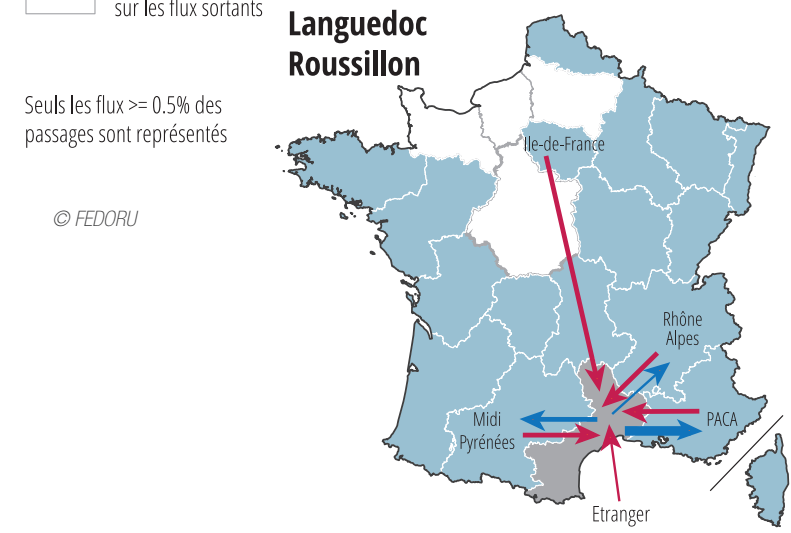 sur les flux sortants
Languedoc
Roussillon
Seuls les flux >= 0.5% des
passages sont représentés
© FEDORU
Ile-de-France
Rhône
Alpes
Midi
Pyrénées
PACA
Etranger